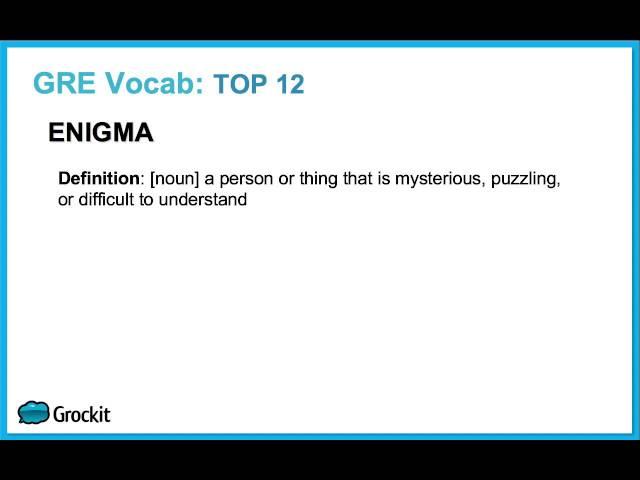 GRE Vocab: TOP 12
ENIGMA
Definition: [noun] a person or thing that is mysterious, puzzling,
or difficult to understand
Grockit